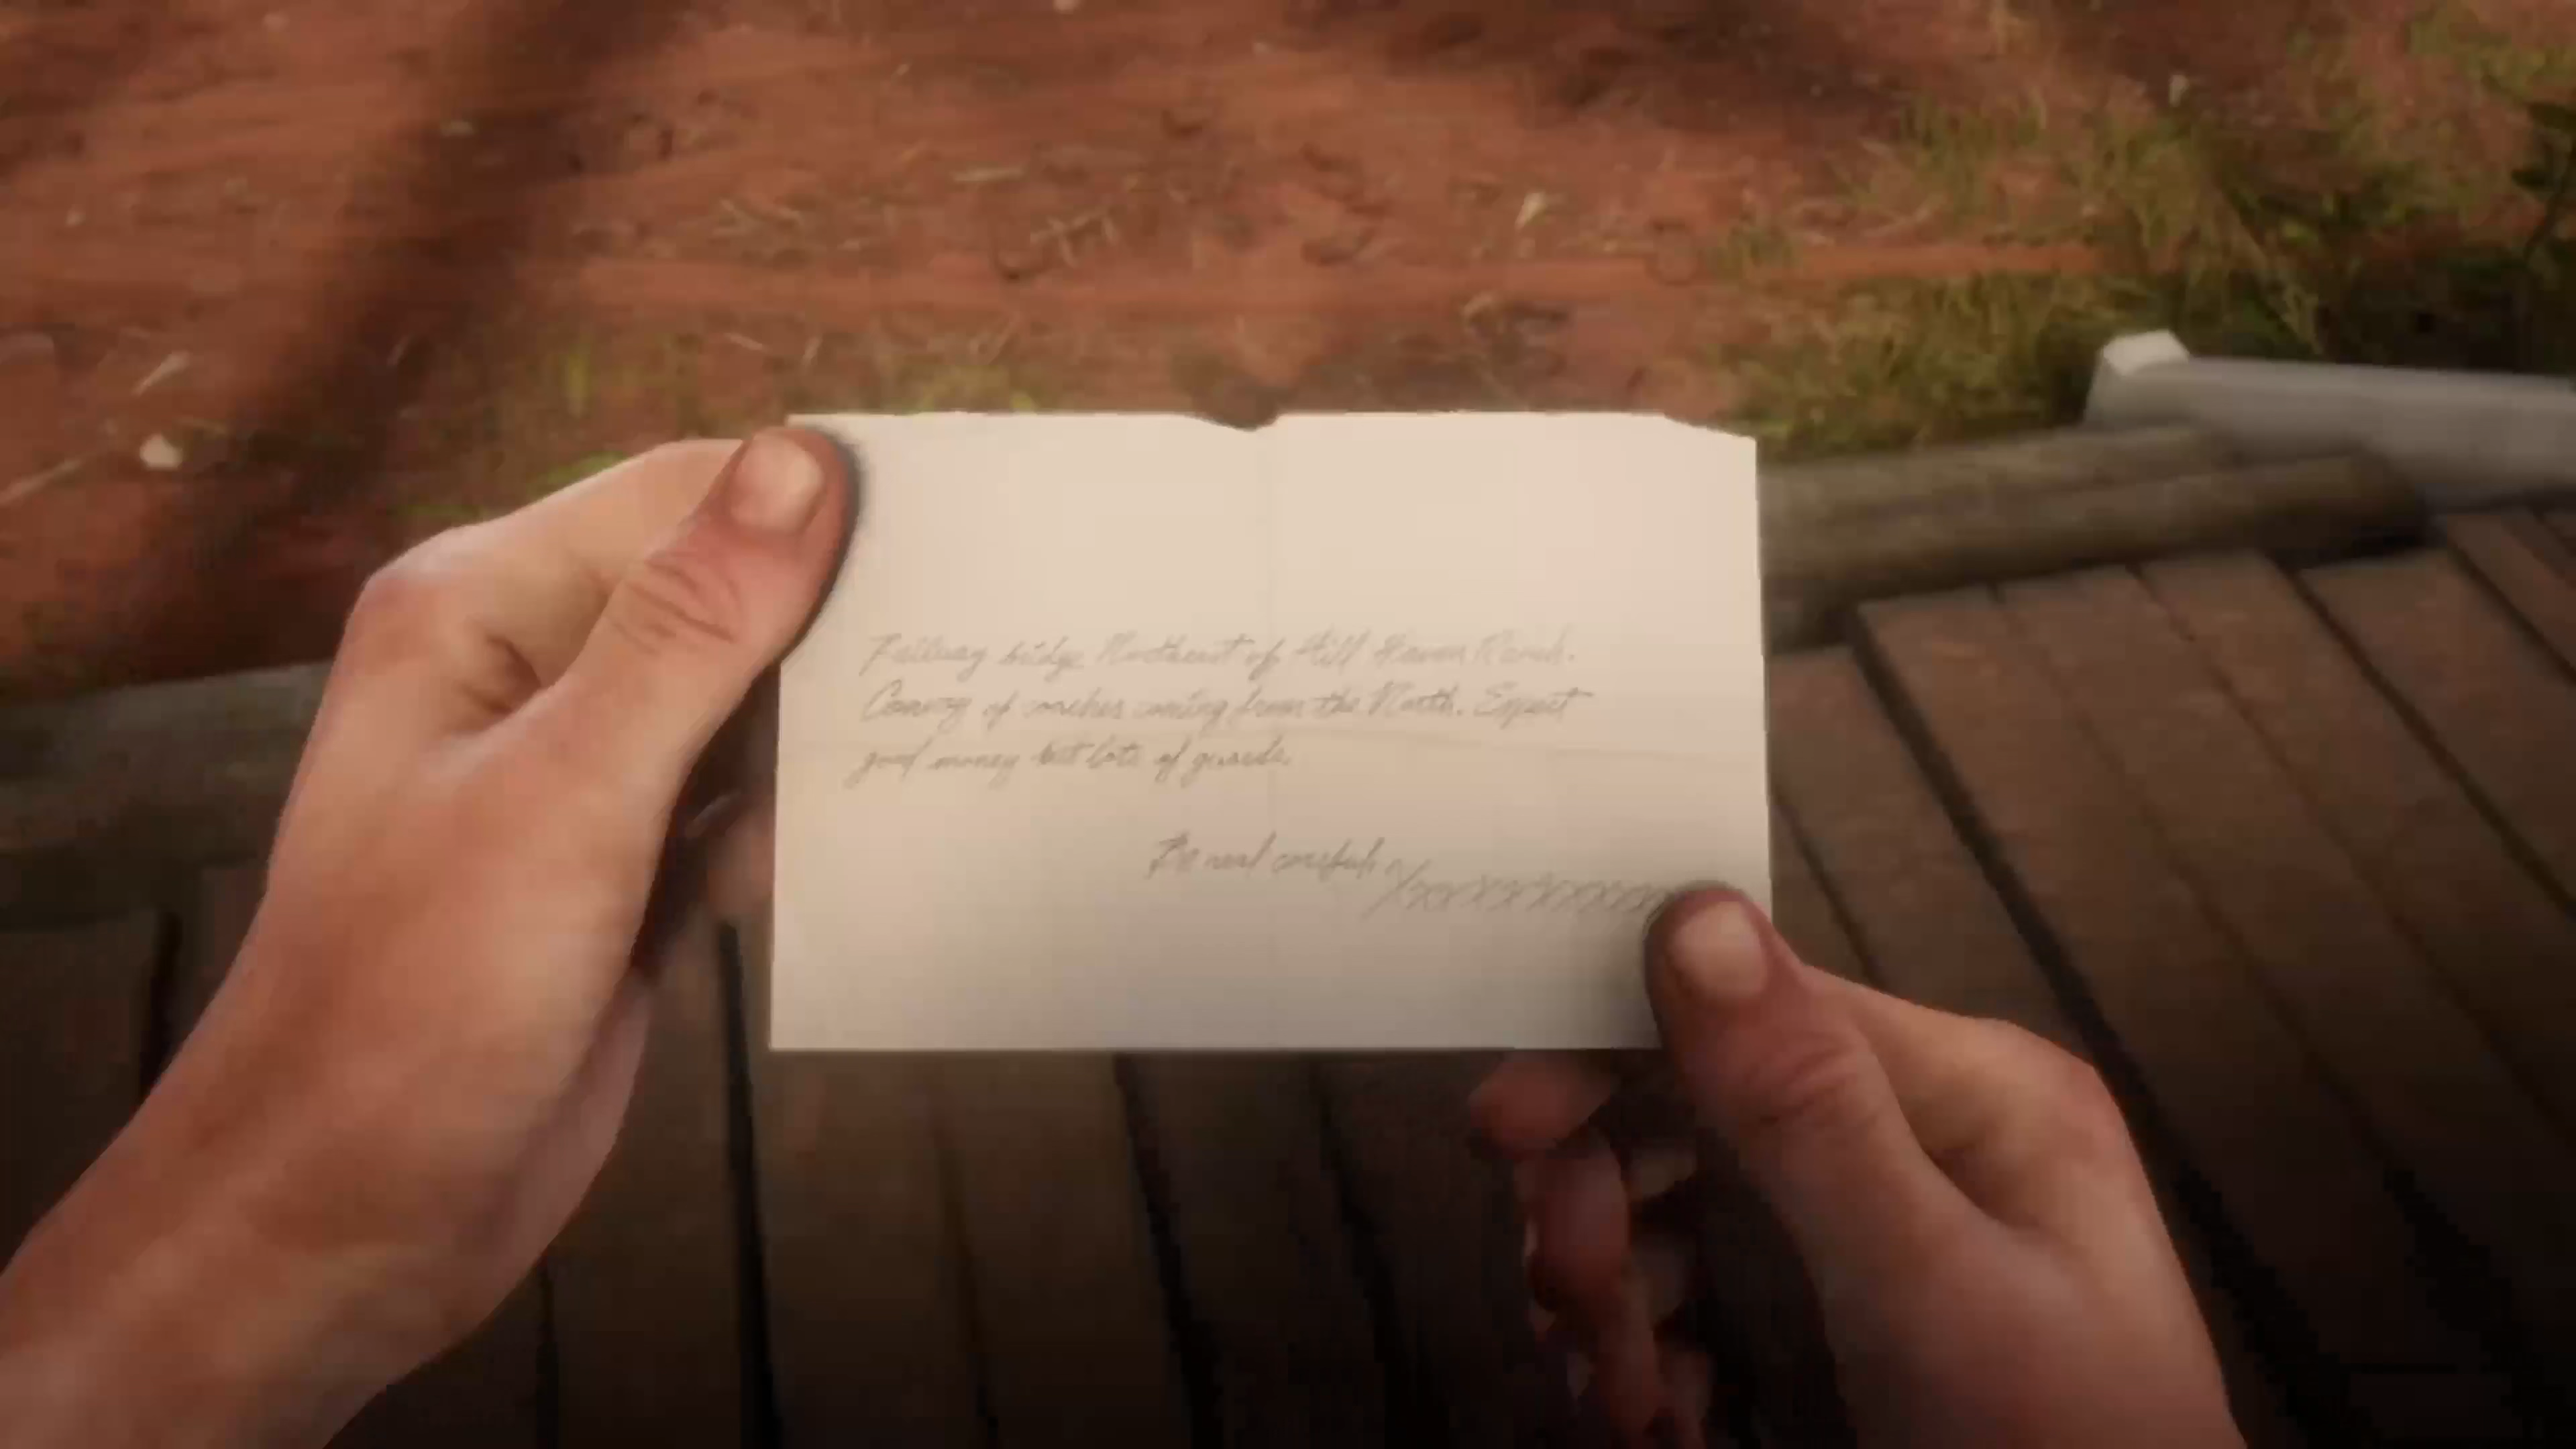 Railway bridge Northwest of Hill Haven Ranch.
Convoy of coaches coming from the North. Expect
good money but lots of guards.
Be real careful.